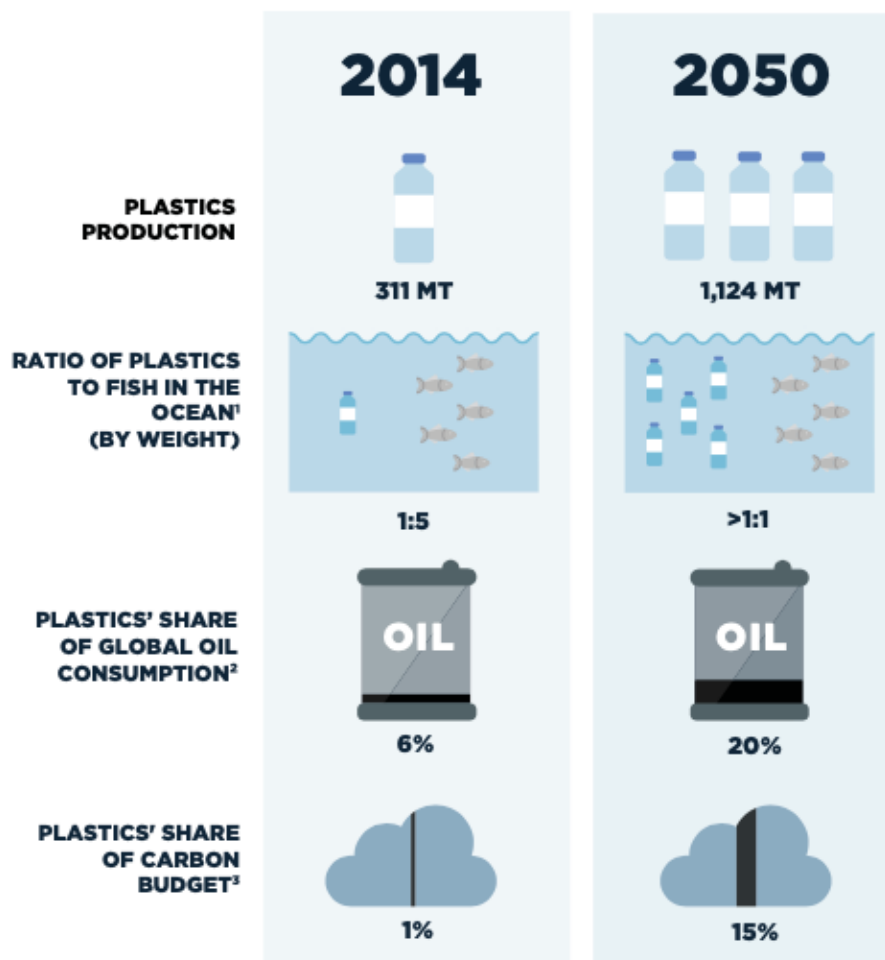 2014
2050
PLASTICS
PRODUCTION
311 MT
1,124 MT
RATIO OF PLASTICS
TO FISH IN THE
OCEAN¹
(BY WEIGHT)
1:5
>1:1
PLASTICS’ SHARE
OF GLOBAL OIL
CONSUMPTION²
OIL
OIL
6%
20%
PLASTICS' SHARE
OF CARBON
BUDGET³
1%
15%